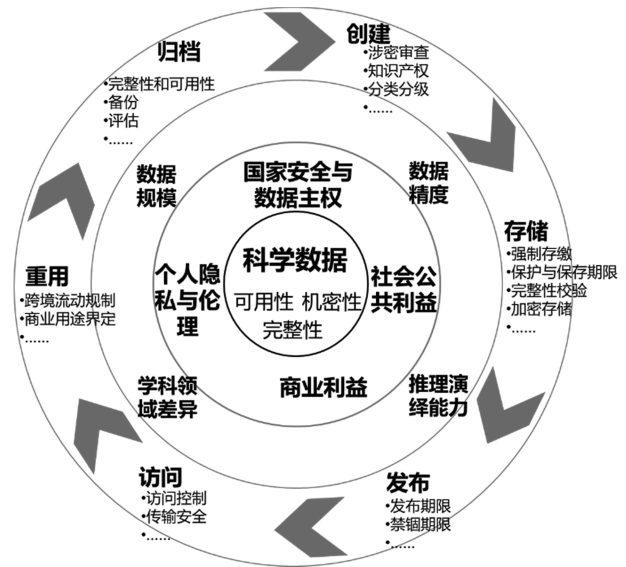 创建
•涉密审查
•知识产权
•分类分级
•......
归档
•完整性和可用性
•备份
•评估
•......
数据
规模
国家安全与
数据主权
数据
精度
存储
•强制存缴
•保护与保存期限
•完整性校验
•加密存储
•......
科学数据
可用性 机密性
完整性
个人隐
私与伦
理
社会公
共利益
重用
•跨境流动规制
•商业用途界定
•......
学科领
域差异
商业利益
推理演
绎能力
访问
•访问控制
•传输安全
•......
发布
•发布期限
•禁锢期限
•......